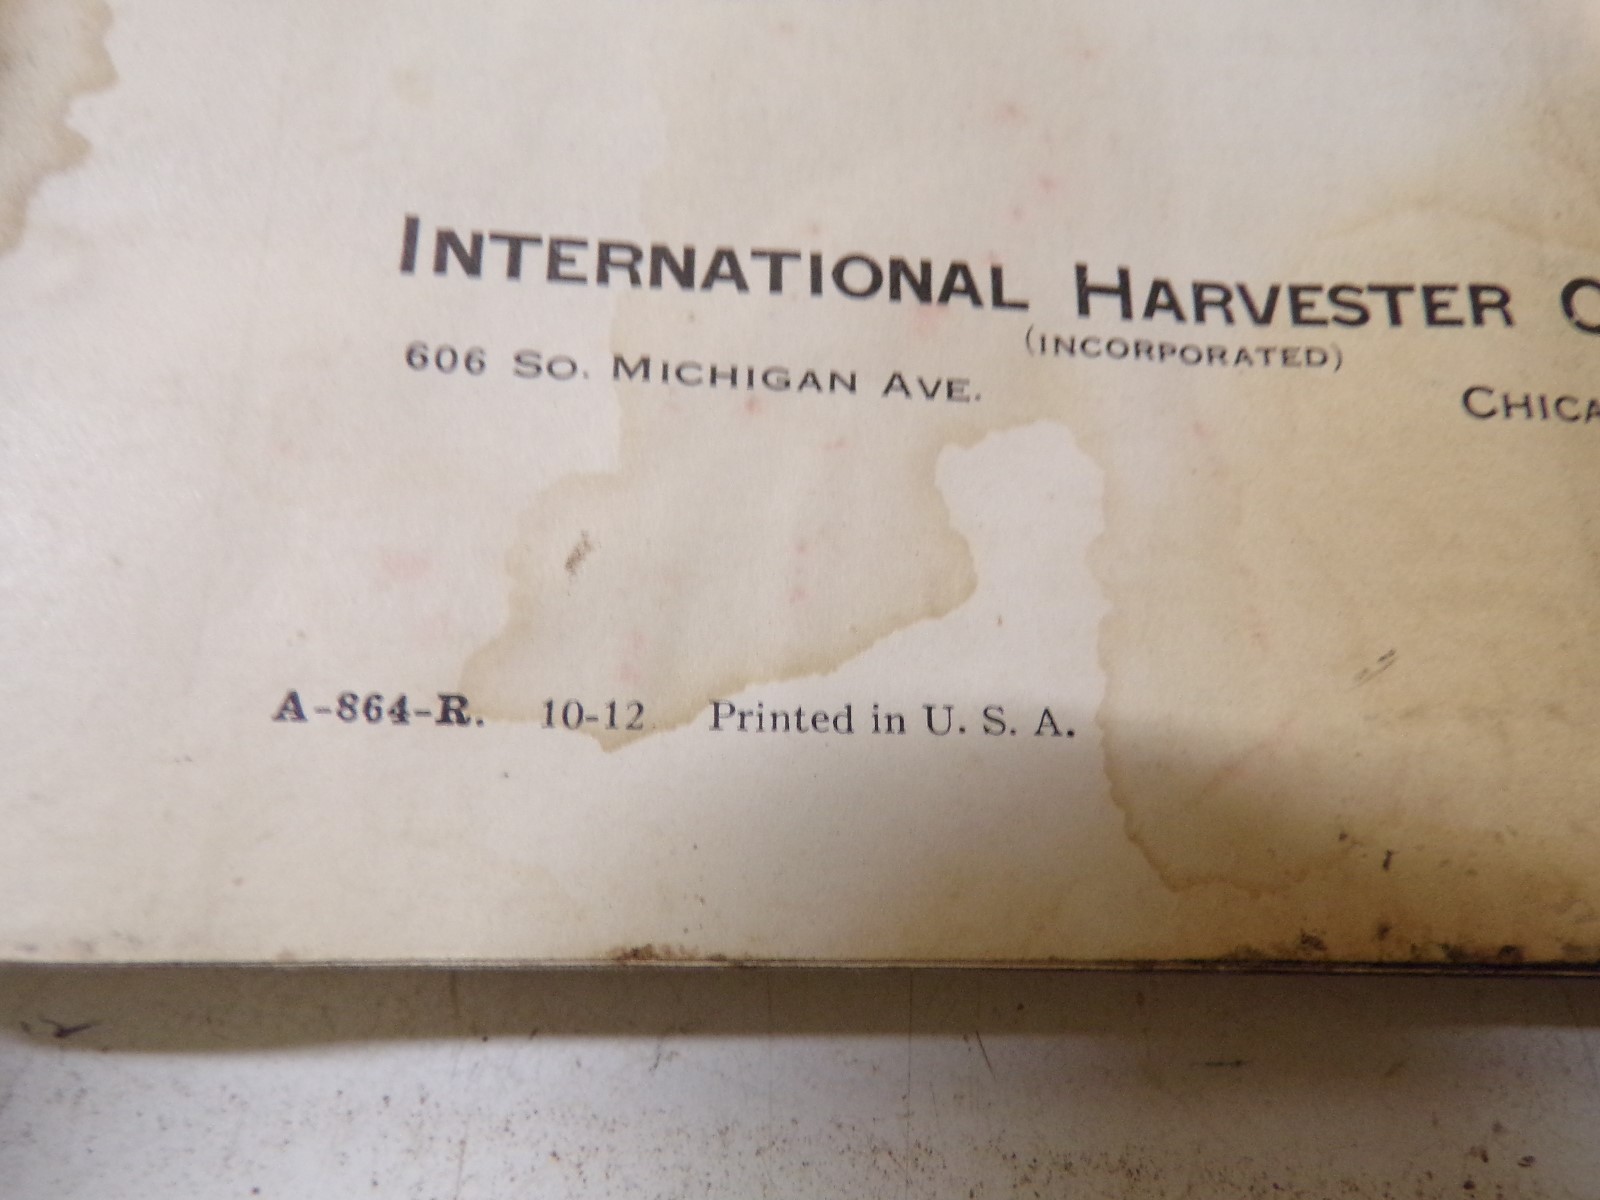 INTERNATIONAL HARVESTER
(INCORPORATED)
606 SO. MICHIGAN AVE.
A-864-R. 10-12 Printed in U. S. A.